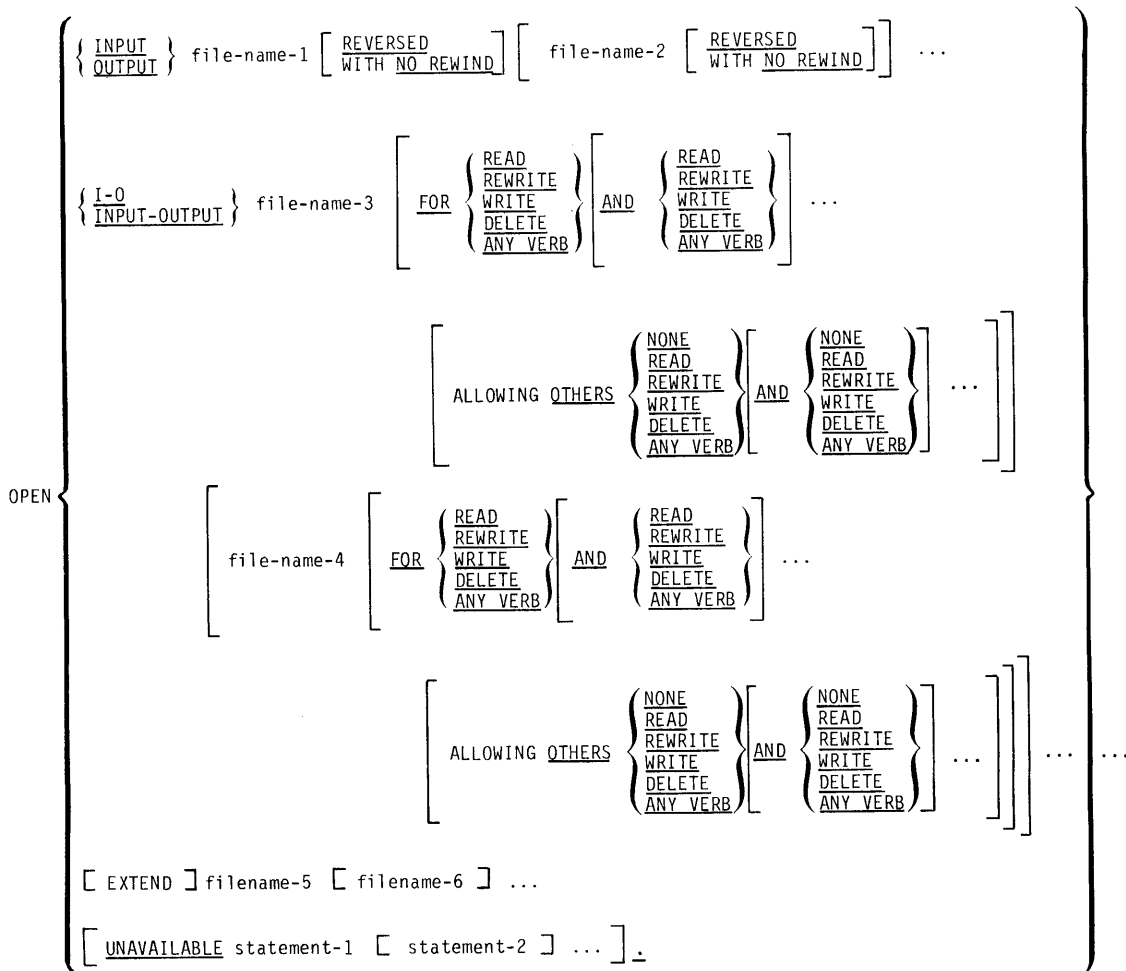 INPUT
OUTPUT
file-name-1 REVERSED
WITH NO REWIND
file-name-2 REVERSED
WITH NO REWIND
...
I-O
INPUT-OUTPUT
file-name-3
FOR READ
REWRITE
WRITE
DELETE
ANY VERB
AND READ
REWRITE
WRITE
DELETE
ANY VERB
...
ALLOWING OTHERS NONE
READ
REWRITE
WRITE
DELETE
ANY VERB
AND NONE
READ
REWRITE
WRITE
DELETE
ANY VERB
...
OPEN
file-name-4
FOR READ
REWRITE
WRITE
DELETE
ANY VERB
AND READ
REWRITE
WRITE
DELETE
ANY VERB
...
ALLOWING OTHERS NONE
READ
REWRITE
WRITE
DELETE
ANY VERB
AND NONE
READ
REWRITE
WRITE
DELETE
ANY VERB
... ... ...
[ EXTEND ] filename-5 [ filename-6 ] ...
[ UNAVAILABLE statement-1 [ statement-2 ] ... ] .